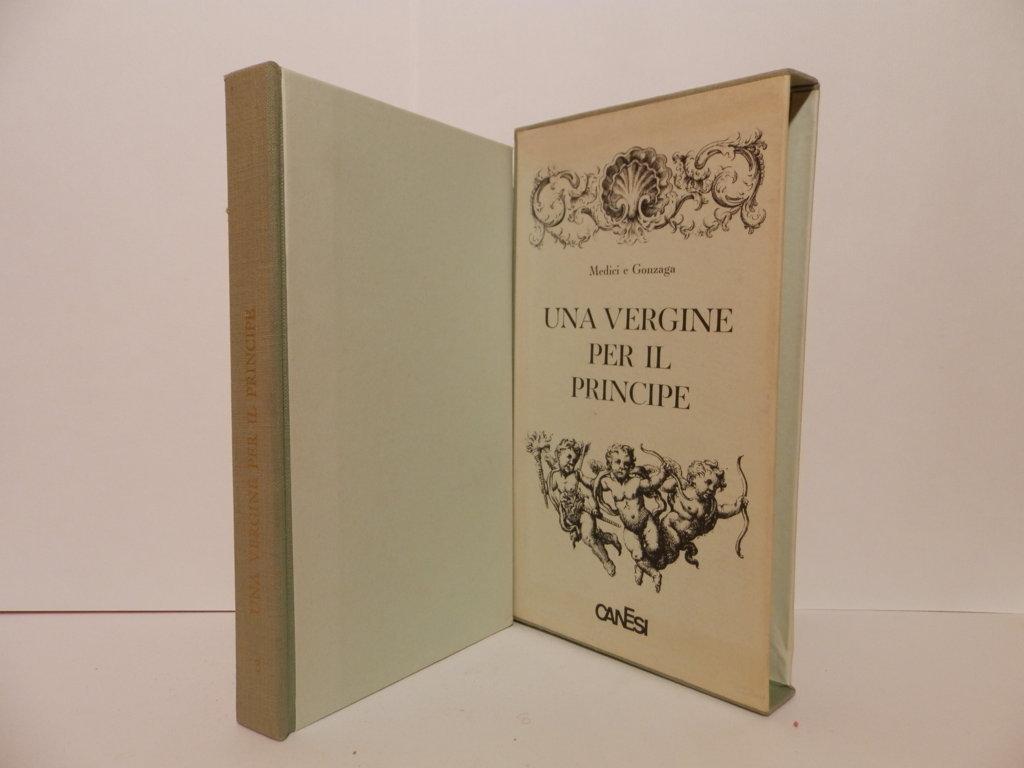 UNA VERGINE PER IL PRINCIPE
Medici e Gonzaga
UNA VERGINE
PER IL
PRINCIPE
CANESI